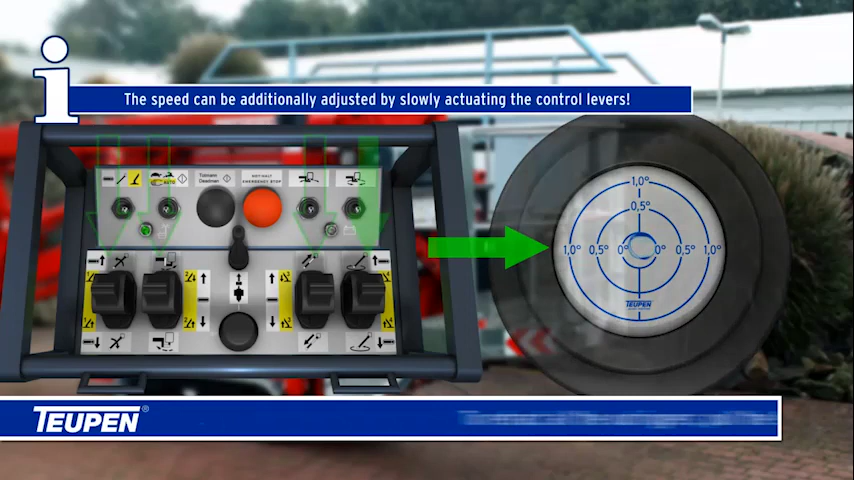 The speed can be additionally adjusted by slowly actuating the control levers!
AUTO
Totmann
Deadman
NOT-HALT
EMERGENCY STOP
1,0°
0,5°
1,0° 0,5° 0° 0° 0,5° 1,0°
TEUPEN
TEUPEN®